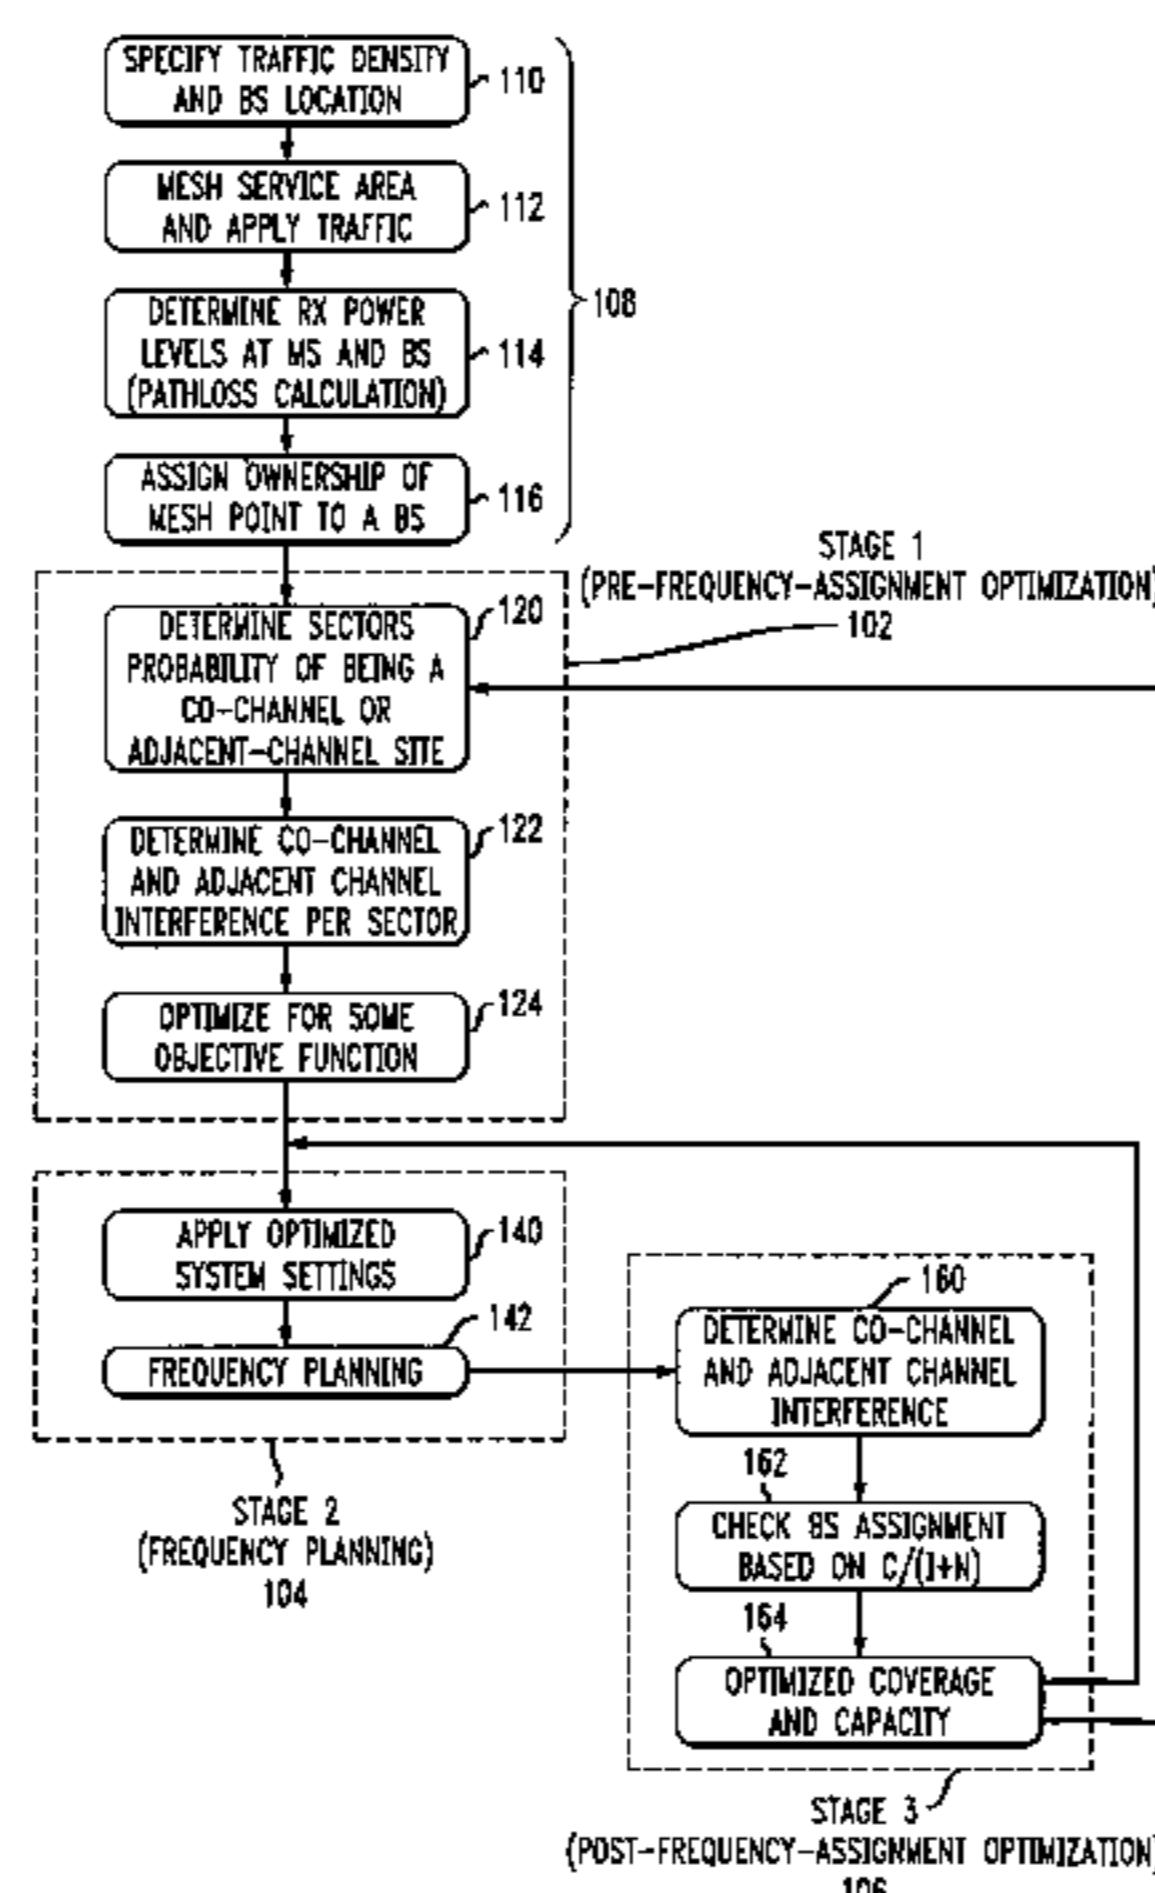 SPECIFY TRAFFIC DENSITY
AND BS LOCATION
110
MESH SERVICE AREA
AND APPLY TRAFFIC
112
DETERMINE RX POWER
LEVELS AT MS AND BS
(PATHLOSS CALCULATION)
114
108
ASSIGN OWNERSHIP OF
MESH POINT TO A BS
116
STAGE 1
(PRE-FREQUENCY-ASSIGNMENT OPTIMIZATION)
102
DETERMINE SECTORS
PROBABILITY OF BEING A
CO-CHANNEL OR
ADJACENT-CHANNEL SITE
120
DETERMINE CO-CHANNEL
AND ADJACENT CHANNEL
INTERFERENCE PER SECTOR
122
OPTIMIZE FOR SOME
OBJECTIVE FUNCTION
124
APPLY OPTIMIZED
SYSTEM SETTINGS
140
FREQUENCY PLANNING
142
STAGE 2
(FREQUENCY PLANNING)
104
160
DETERMINE CO-CHANNEL
AND ADJACENT CHANNEL
INTERFERENCE
162
CHECK BS ASSIGNMENT
BASED ON C/(I+N)
164
OPTIMIZED COVERAGE
AND CAPACITY
STAGE 3
(POST-FREQUENCY-ASSIGNMENT OPTIMIZATION)
106